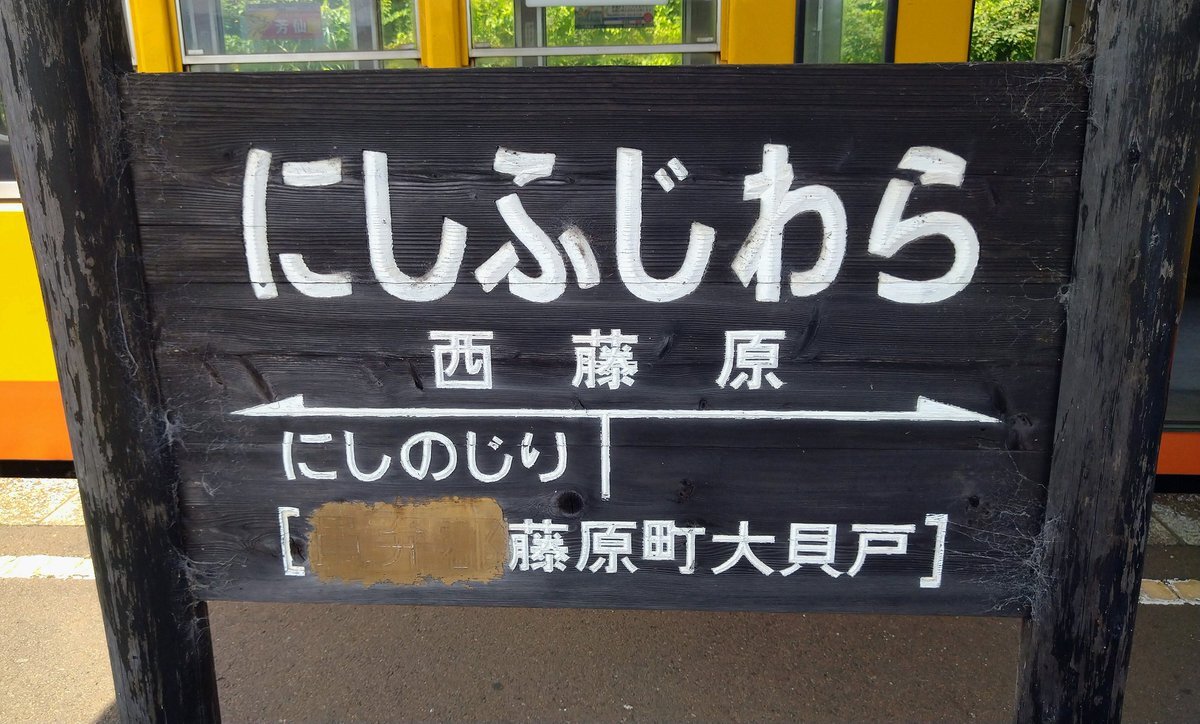 にしふじわら
西藤原
にしのじり
[藤原町大貝戸]